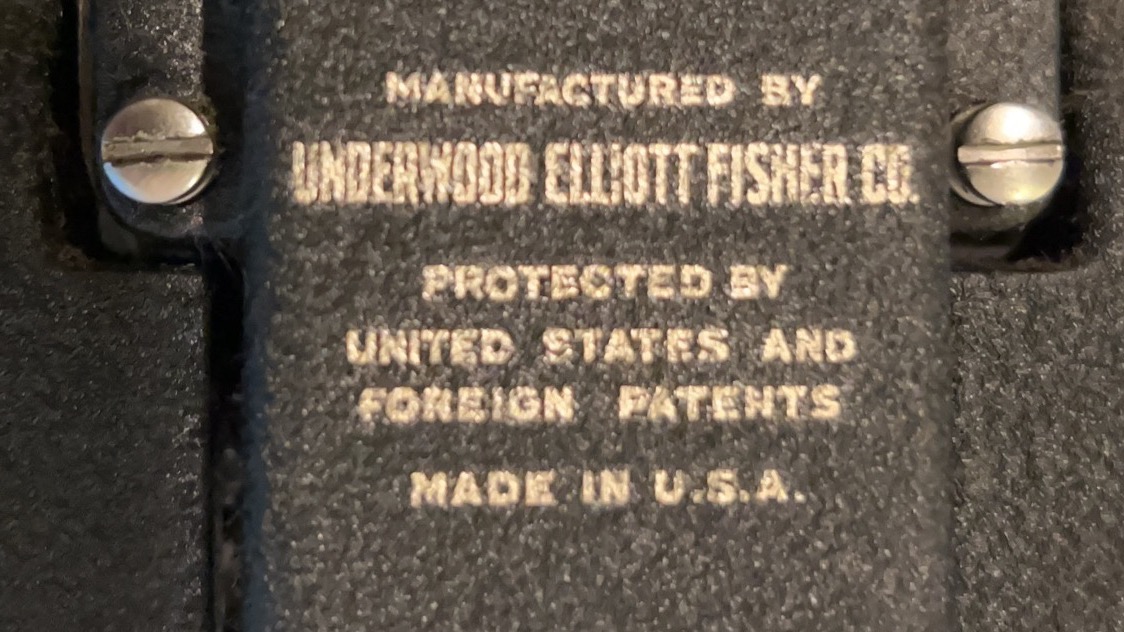 MANUFACTURED BY
UNDERWOOD ELLIOTT FISHER CO.
PROTECTED BY
UNITED STATES AND
FOREIGN PATENTS
MADE IN U.S.A.